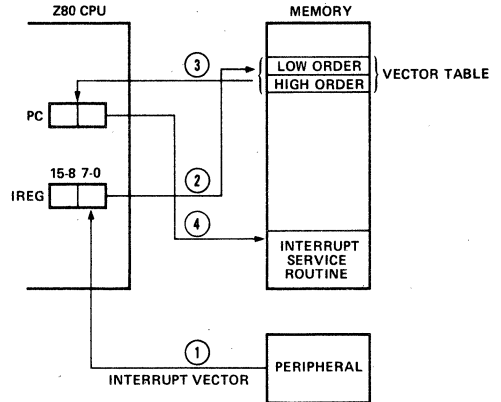 Z80 CPU
MEMORY
3
LOW ORDER
HIGH ORDER
VECTOR TABLE
PC
15-8 7-0
IREG
2
4
INTERRUPT
SERVICE
ROUTINE
1
INTERRUPT VECTOR
PERIPHERAL